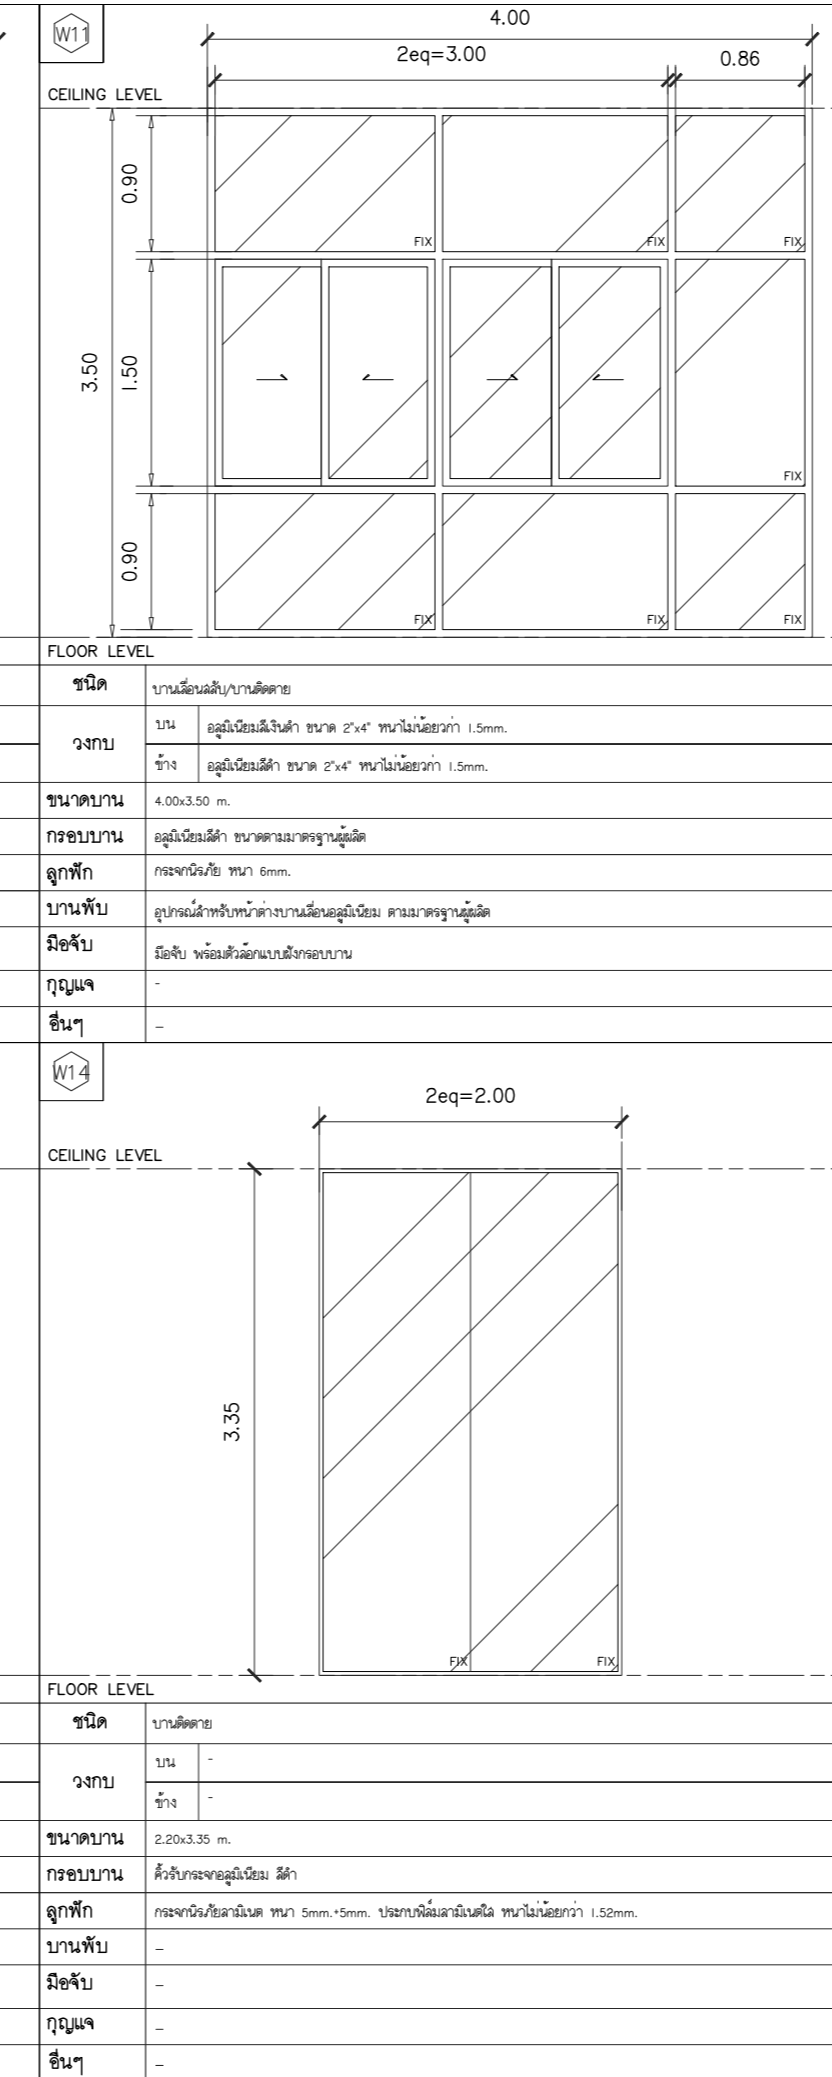 W11
4.00
2eq=3.00
0.86
CEILING LEVEL
0.90
FIX
FIX
FIX
3.50
1.50
FIX
0.90
FIX
FIX
FIX
FLOOR LEVEL
ชนิด บานเลื่อนสลับ/บานติดตาย
วงกบ บน อลูมิเนียมสีเงินดำ ขนาด 2"x4" หนาไม่น้อยวก่า 1.5mm.
ข้าง อลูมิเนียมสีดำ ขนาด 2"x4" หนาไม่น้อยวก่า 1.5mm.
ขนาดบาน 4.00x3.50 m.
กรอบบาน อลูมิเนียมสีดำ ขนาดตามมาตรฐานผู้ผลิต
ลูกฟัก กระจกนิรภัย หนา 6mm.
บานพับ อุปกรณ์สำหรับหน้าต่างบานเลื่อนอลูมิเนียม ตามมาตรฐานผู้ผลิต
มือจับ มือจับ พร้อมตัวล็อกแบบฝังกรอบบาน
กุญแจ -
อื่นๆ -
W14
2eq=2.00
CEILING LEVEL
3.35
FIX
FIX
FLOOR LEVEL
ชนิด บานติดตาย
วงกบ บน -
ข้าง -
ขนาดบาน 2.20x3.35 m.
กรอบบาน คิ้วรับกระจกอลูมิเนียม สีดำ
ลูกฟัก กระจกนิรภัยลามิเนต หนา 5mm.+5mm. ประกบฟิล์มลามิเนตใส หนาไม่น้อยกว่า 1.52mm.
บานพับ -
มือจับ -
กุญแจ -
อื่นๆ -